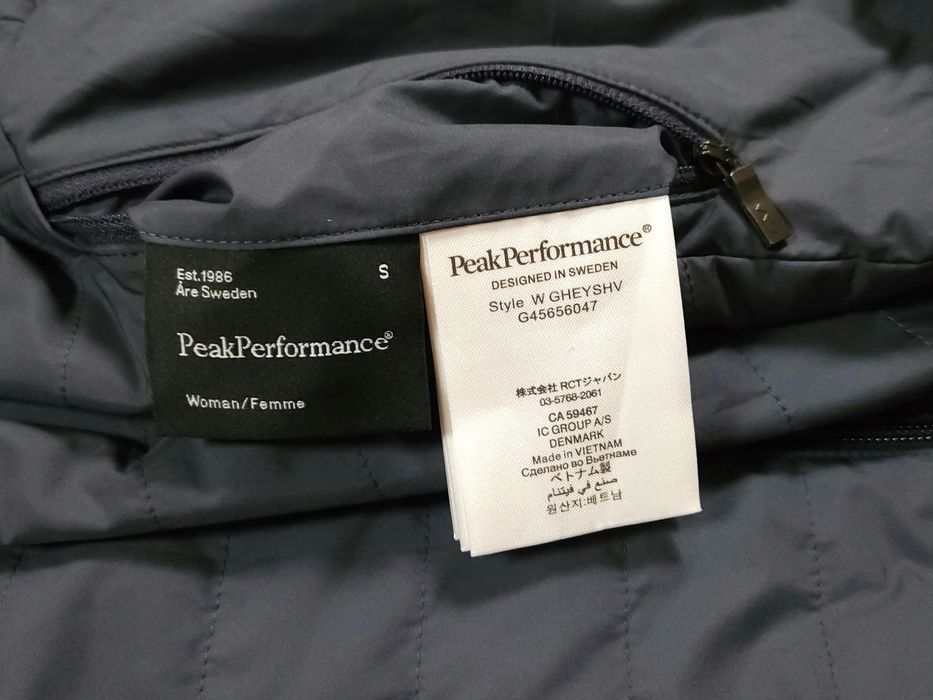 Est.1986
Åre Sweden
S
PeakPerformance®
Woman/Femme
PeakPerformance®
DESIGNED IN SWEDEN
Style W GHEYSHV
G45656047
株式会社 RCTジャパン
03-5768-2061
CA 59467
IC GROUP A/S
DENMARK
Made in VIETNAM
Сделано во Вьетнаме
ベトナム製
صنع في فيتنام
원산지:베트남